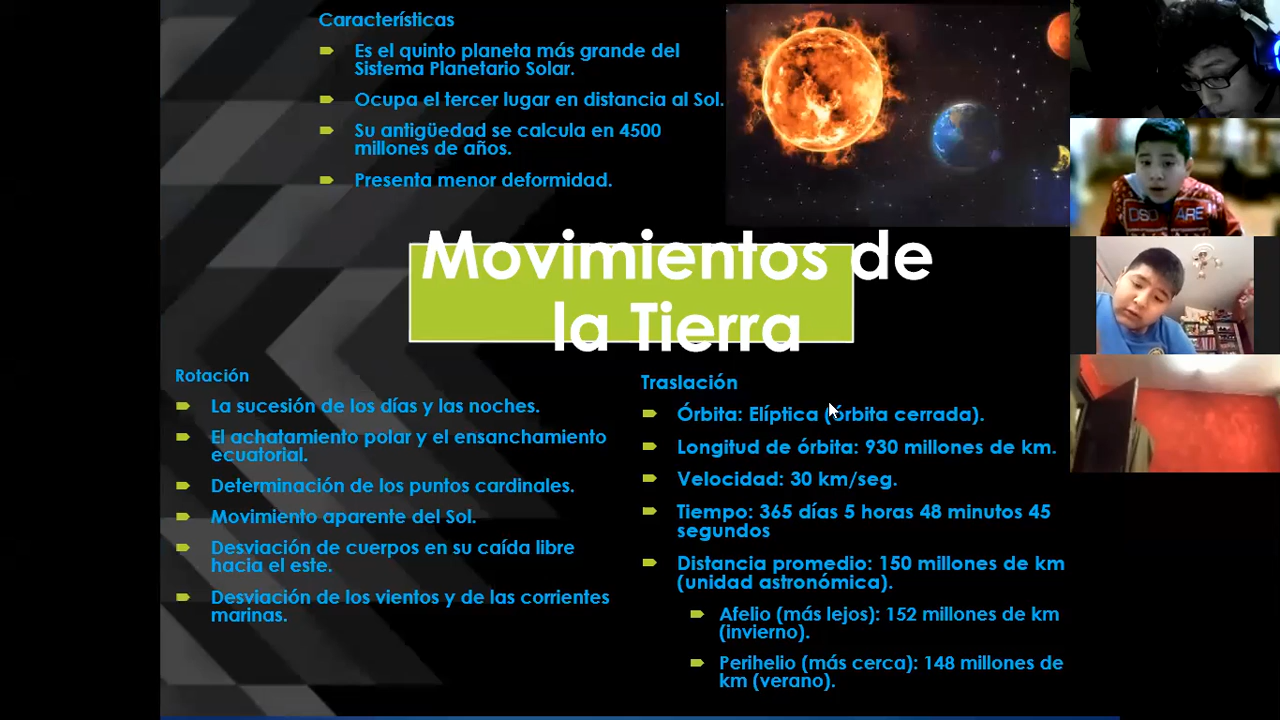 Características
Es el quinto planeta más grande del
Sistema Planetario Solar.
Ocupa el tercer lugar en distancia al Sol.
Su antigüedad se calcula en 4500
millones de años.
Presenta menor deformidad.
Movimientos de
la Tierra
Rotación
La sucesión de los días y las noches.
El achatamiento polar y el ensanchamiento
ecuatorial.
Determinación de los puntos cardinales.
Movimiento aparente del Sol.
Desviación de cuerpos en su caída libre
hacia el este.
Desviación de los vientos y de las corrientes
marinas.
Traslación
Órbita: Elíptica (órbita cerrada).
Longitud de órbita: 930 millones de km.
Velocidad: 30 km/seg.
Tiempo: 365 días 5 horas 48 minutos 45
segundos
Distancia promedio: 150 millones de km
(unidad astronómica).
Afelio (más lejos): 152 millones de km
(invierno).
Perihelio (más cerca): 148 millones de
km (verano).